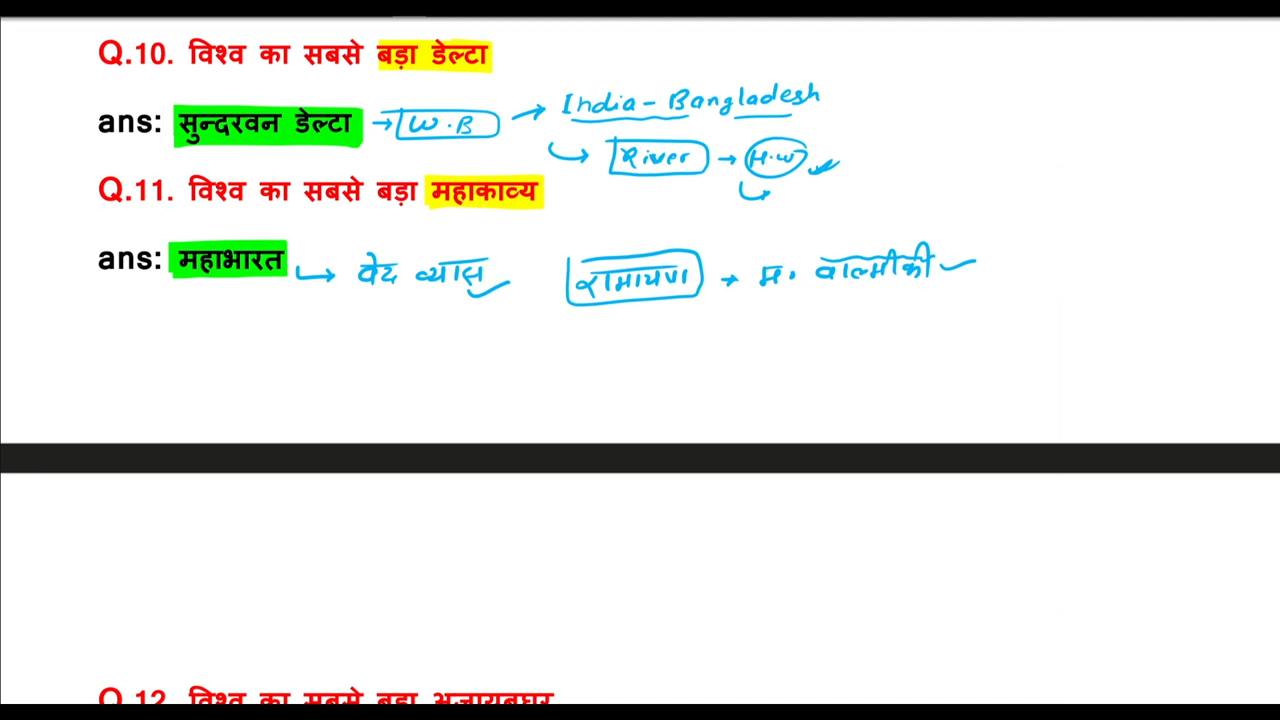 Q.10. विश्व का सबसे बड़ा डेल्टा
ans: सुन्दरवन डेल्टा → W.B → India - Bangladesh
River → H.W
Q.11. विश्व का सबसे बड़ा महाकाव्य
ans: महाभारत वेद व्यास रामायण → म. वाल्मीकी
Q.12. विश्व का सबसे बड़ा अजायबघर